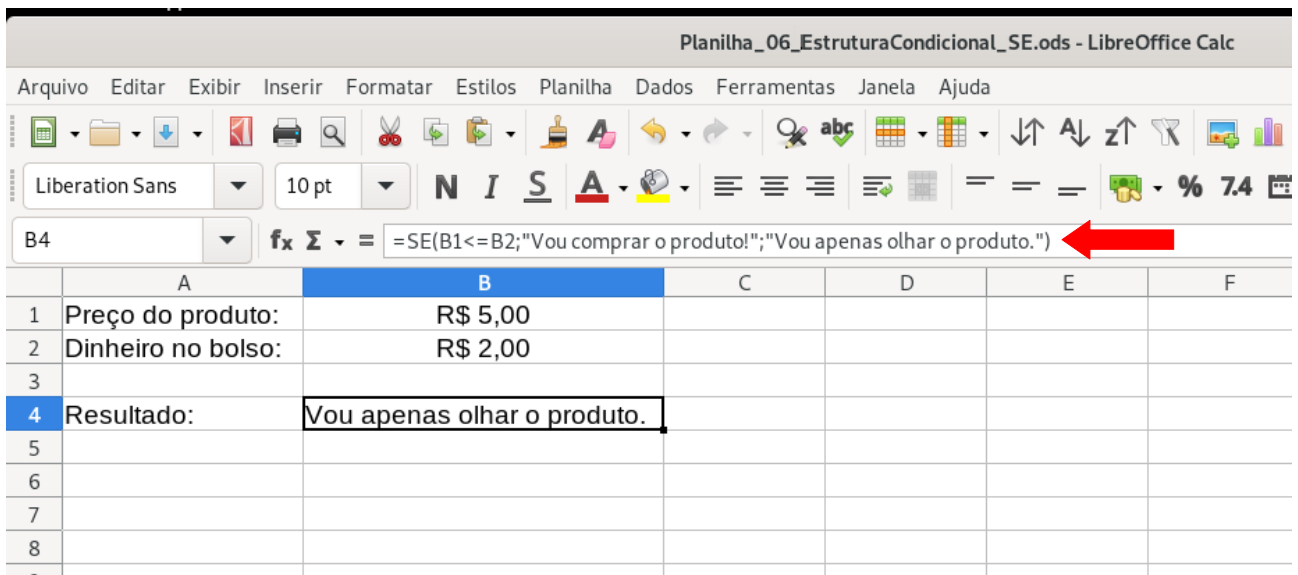 Planilha_06_EstruturaCondicional_SE.ods - LibreOffice Calc
Arquivo Editar Exibir Inserir Formatar Estilos Planilha Dados Ferramentas Janela Ajuda
abc
Liberation Sans 10 pt N I S A % 7.4
B4 fx Σ = =SE(B1<=B2;"Vou comprar o produto!";"Vou apenas olhar o produto.")
A B C D E F
1 Preço do produto: R$ 5,00
2 Dinheiro no bolso: R$ 2,00
3
4 Resultado: Vou apenas olhar o produto.
5
6
7
8